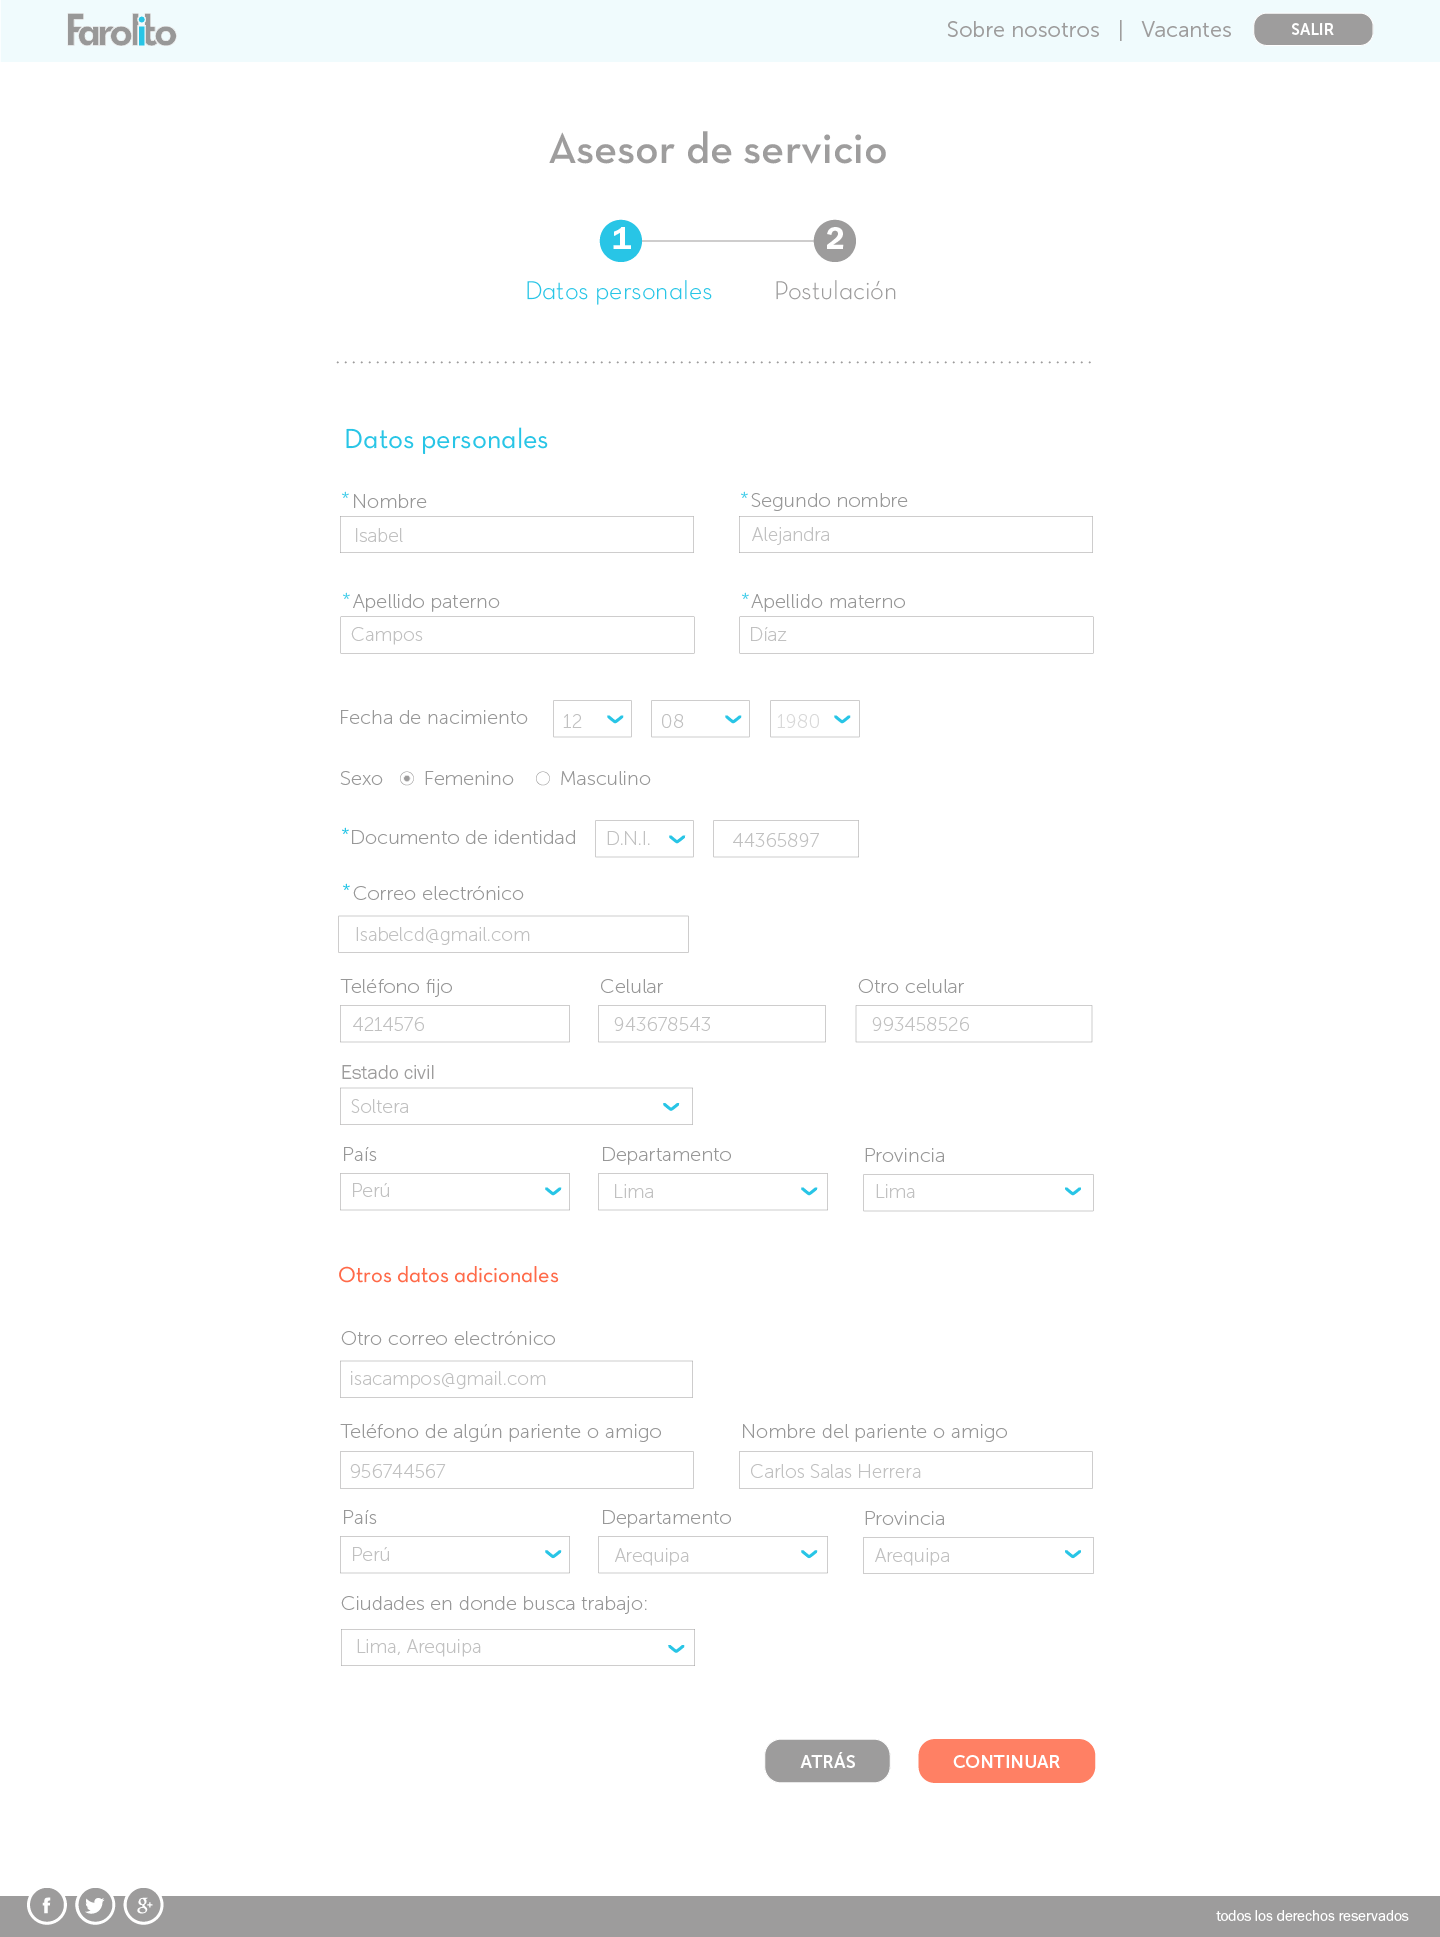 Farolito
Sobre nosotros | Vacantes SALIR
Asesor de servicio
1 2
Datos personales Postulación
Datos personales
*Nombre *Segundo nombre
Isabel Alejandra
*Apellido paterno *Apellido materno
Campos Díaz
Fecha de nacimiento 12 08 1980
Sexo Femenino Masculino
*Documento de identidad D.N.I. 44365897
*Correo electrónico
Isabelcd@gmail.com
Teléfono fijo Celular Otro celular
4214576 943678543 993458526
Estado civil
Soltera
País Departamento Provincia
Perú Lima Lima
Otros datos adicionales
Otro correo electrónico
isacampos@gmail.com
Teléfono de algún pariente o amigo Nombre del pariente o amigo
956744567 Carlos Salas Herrera
País Departamento Provincia
Perú Arequipa Arequipa
Ciudades en donde busca trabajo:
Lima, Arequipa
ATRÁS CONTINUAR
f g+
todos los derechos reservados